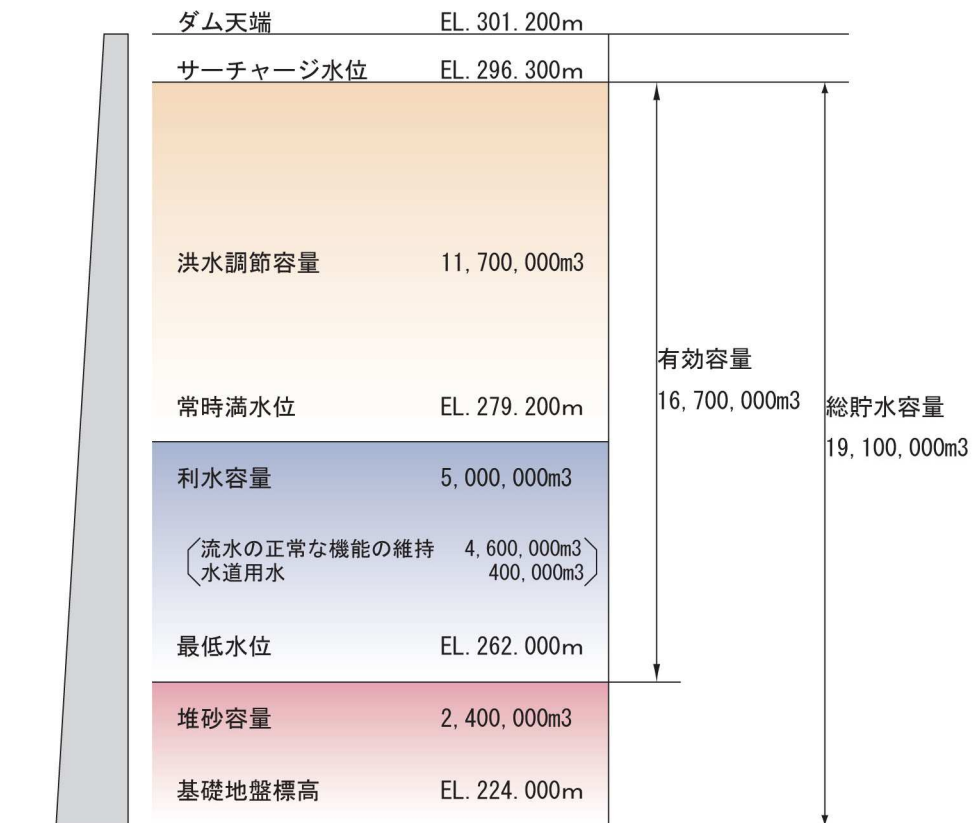 ダム天端 EL.301.200m
サーチャージ水位 EL.296.300m
洪水調節容量 11,700,000m3
有効容量
16,700,000m3
常時満水位 EL.279.200m
総貯水容量
19,100,000m3
利水容量 5,000,000m3
流水の正常な機能の維持 4,600,000m3
水道用水 400,000m3
最低水位 EL.262.000m
堆砂容量 2,400,000m3
基礎地盤標高 EL.224.000m